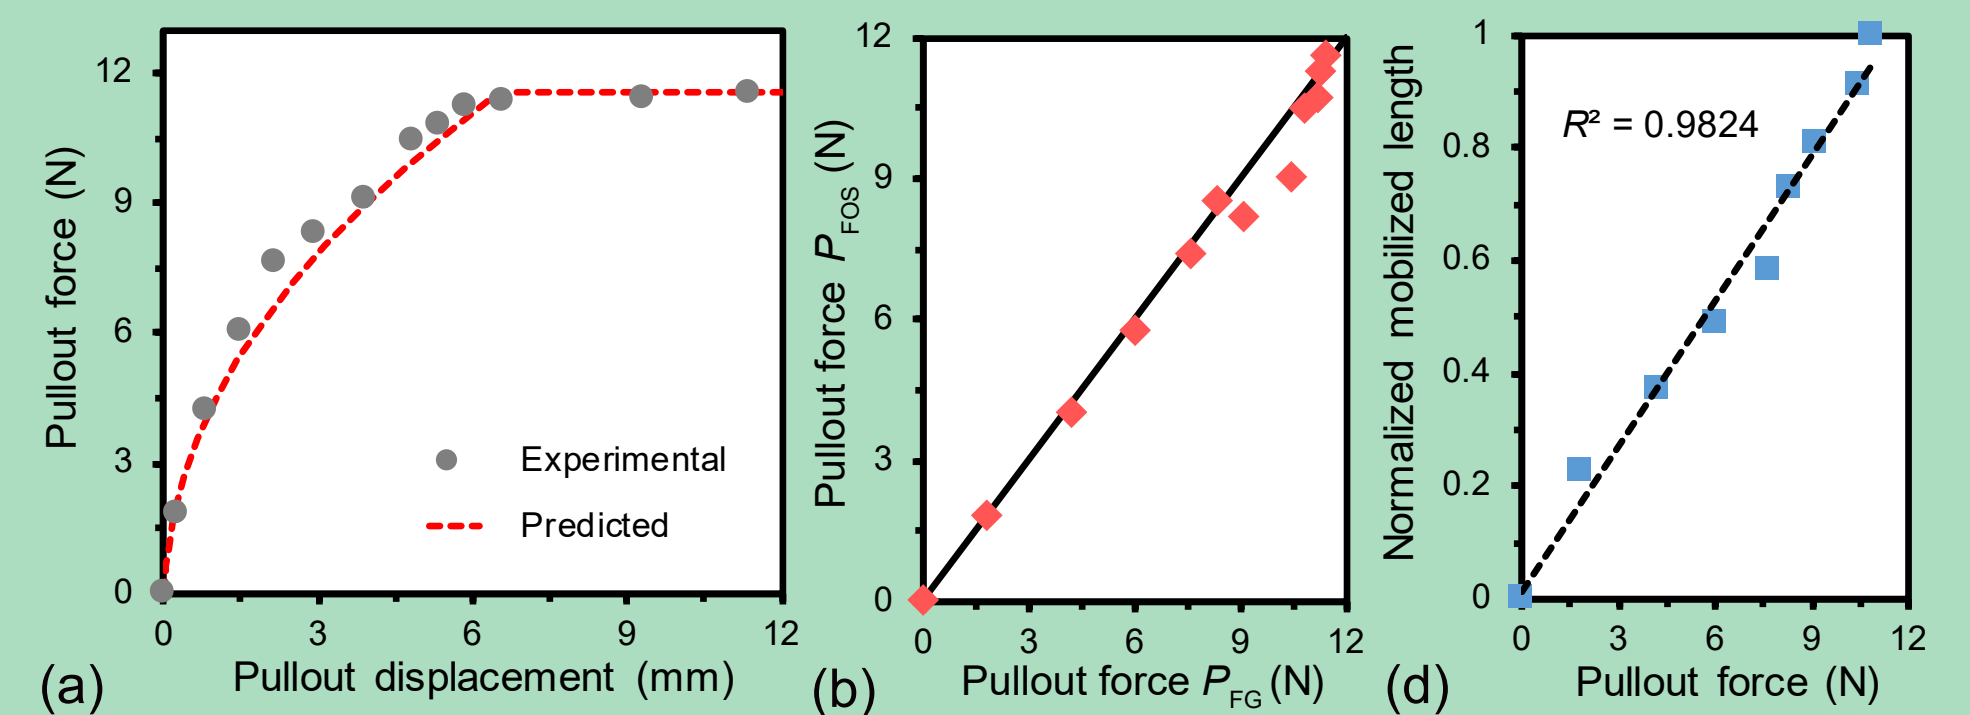 12
9
6
3
0
0 3 6 9 12
Pullout force (N)
Pullout displacement (mm)
Experimental
Predicted
(a)
12
9
6
3
0
0 3 6 9 12
Pullout force P_FOS (N)
Pullout force P_FG (N)
(b)
1
0.8
0.6
0.4
0.2
0
0 3 6 9 12
Normalized mobilized length
R² = 0.9824
Pullout force (N)
(d)